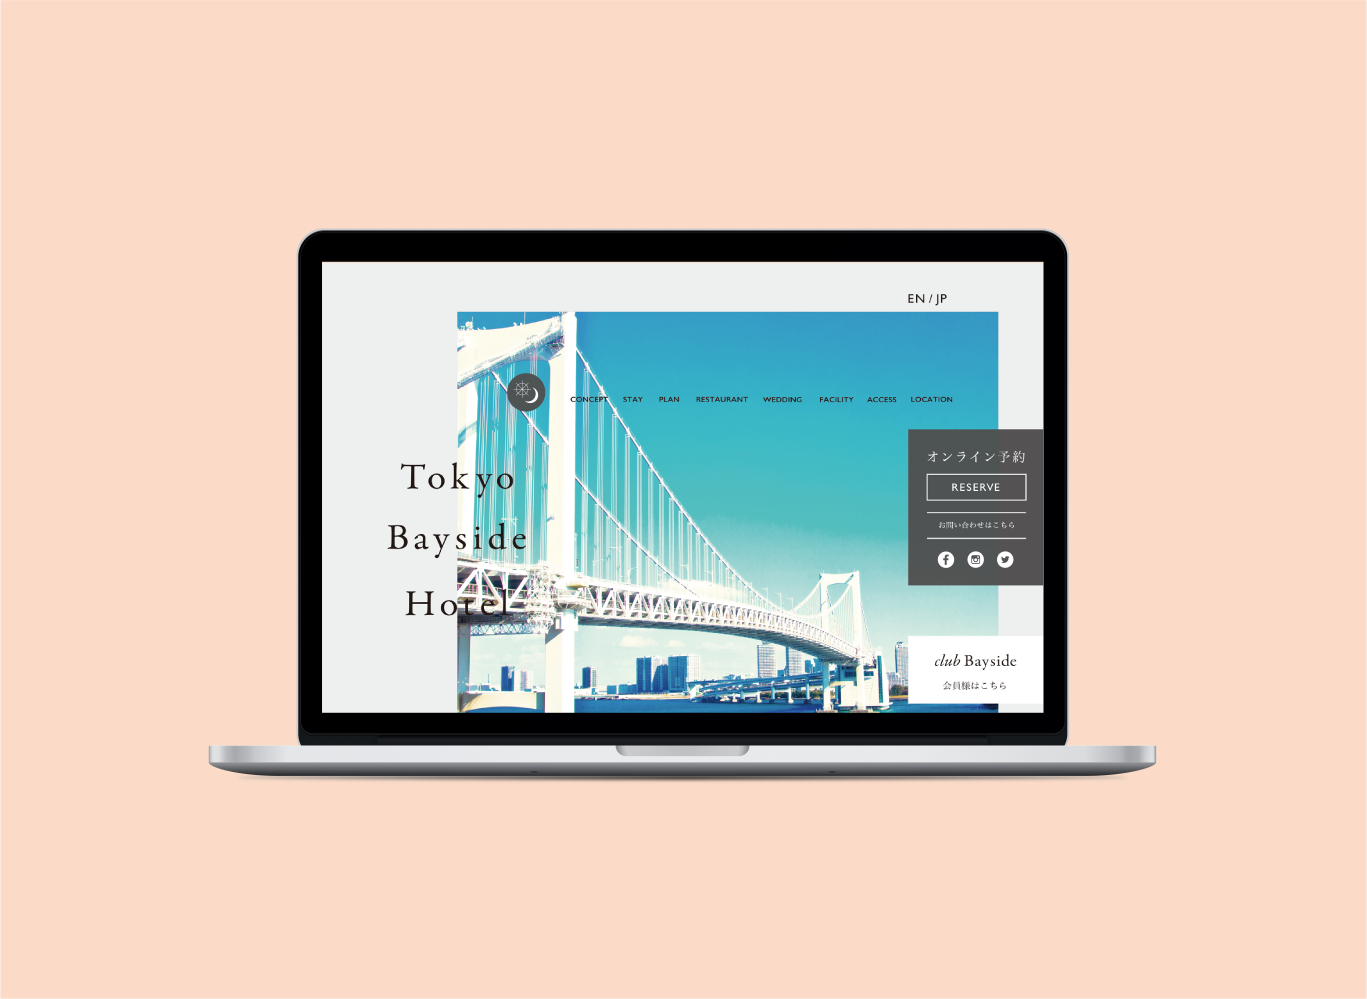 EN / JP
CONCEPT STAY PLAN RESTAURANT WEDDING FACILITY ACCESS LOCATION
Tokyo
Bayside
Hotel
オンライン予約
RESERVE
お問い合わせはこちら
club Bayside
会員様はこちら